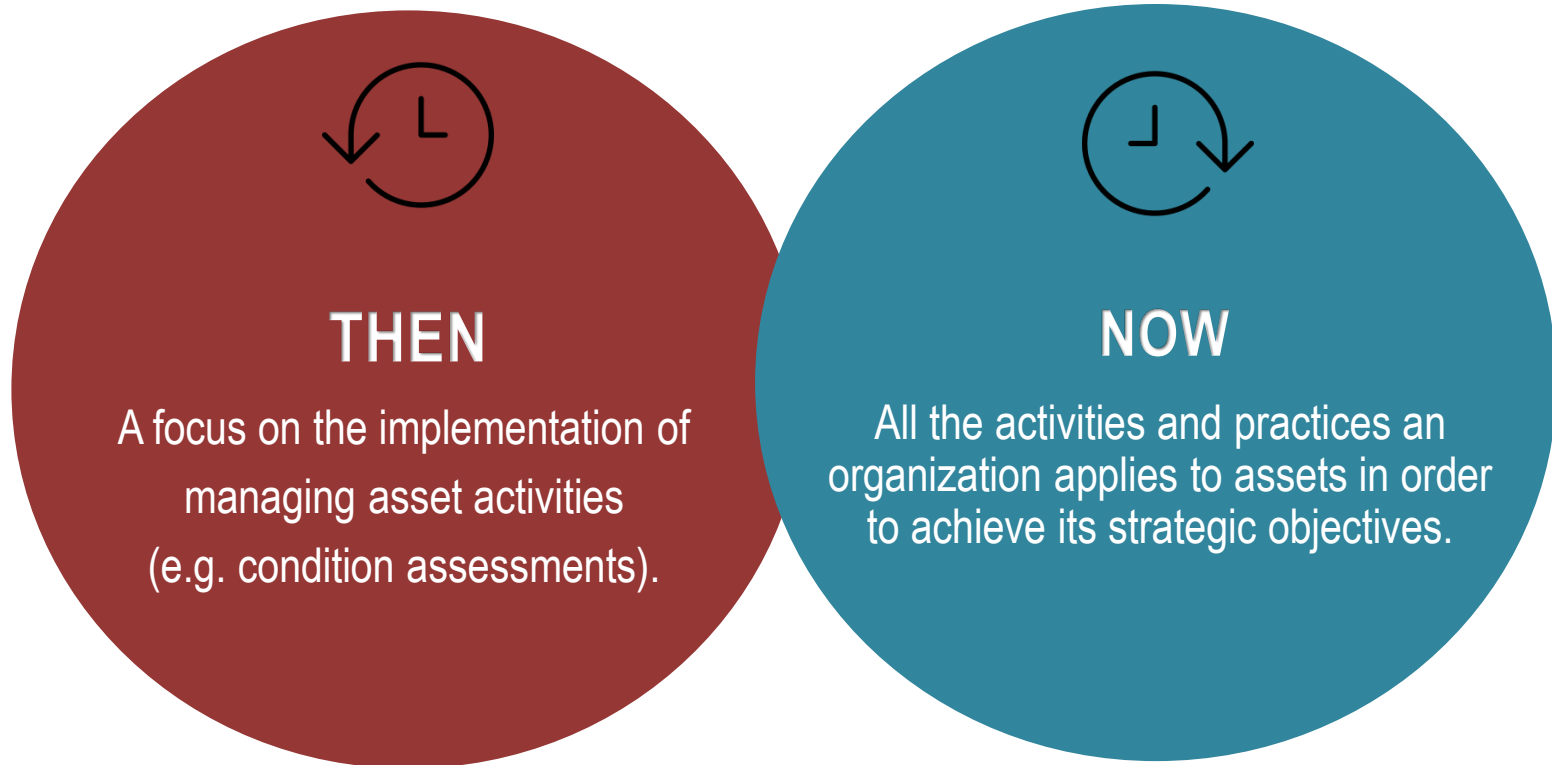 THEN
A focus on the implementation of
managing asset activities
(e.g. condition assessments).
NOW
All the activities and practices an
organization applies to assets in order
to achieve its strategic objectives.